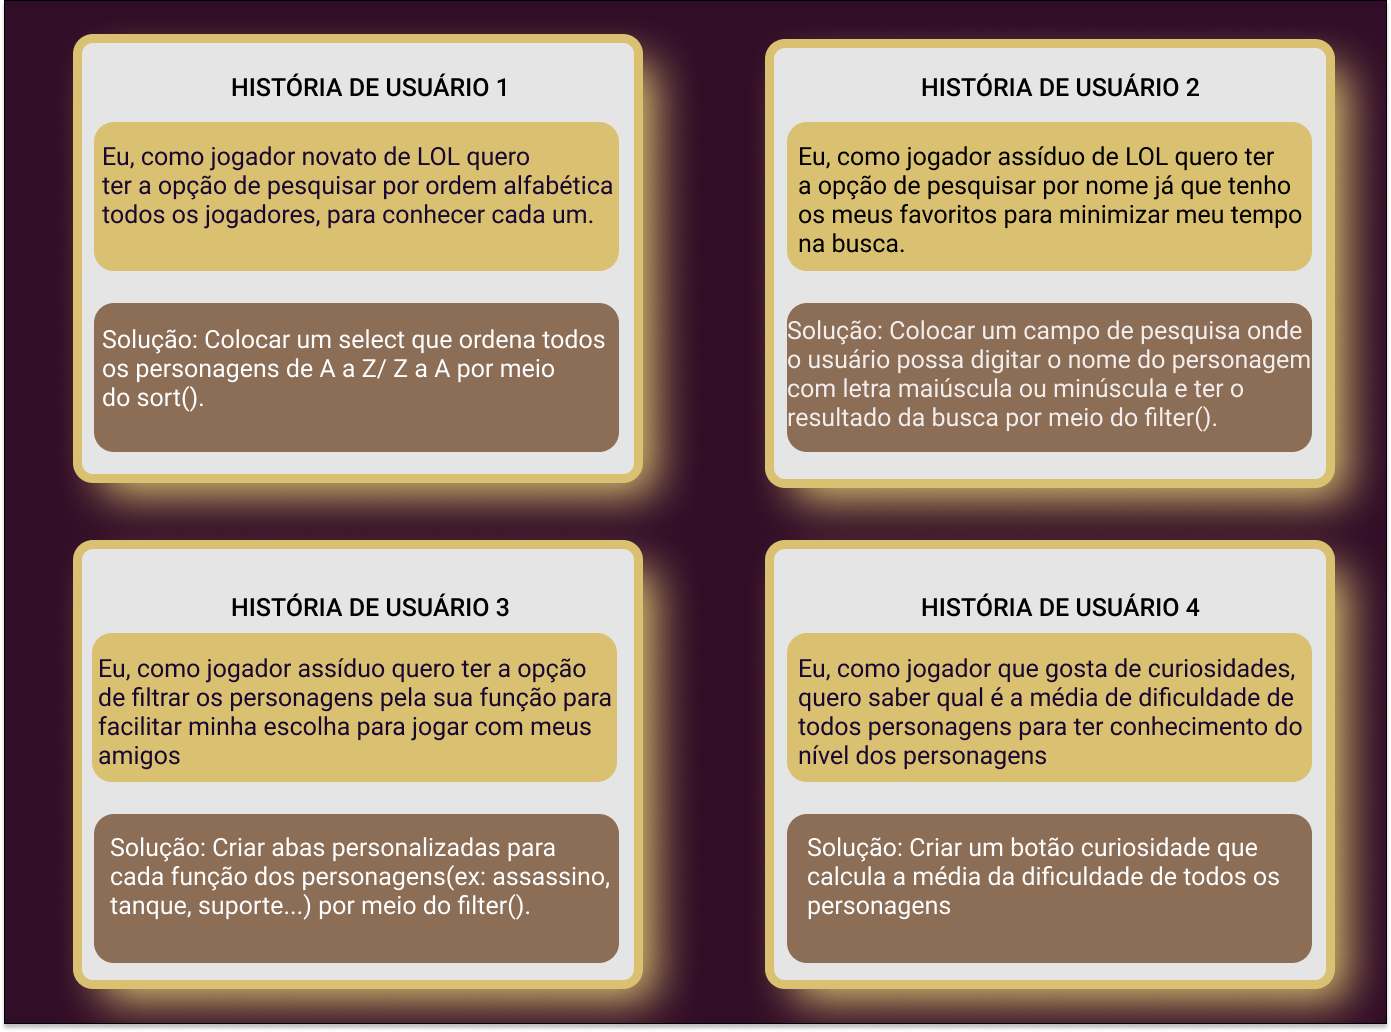 HISTÓRIA DE USUÁRIO 1
Eu, como jogador novato de LOL quero
ter a opção de pesquisar por ordem alfabética
todos os jogadores, para conhecer cada um.
Solução: Colocar um select que ordena todos
os personagens de A a Z/ Z a A por meio
do sort().
HISTÓRIA DE USUÁRIO 2
Eu, como jogador assíduo de LOL quero ter
a opção de pesquisar por nome já que tenho
os meus favoritos para minimizar meu tempo
na busca.
Solução: Colocar um campo de pesquisa onde
o usuário possa digitar o nome do personagem
com letra maiúscula ou minúscula e ter o
resultado da busca por meio do filter().
HISTÓRIA DE USUÁRIO 3
Eu, como jogador assíduo quero ter a opção
de filtrar os personagens pela sua função para
facilitar minha escolha para jogar com meus
amigos
Solução: Criar abas personalizadas para
cada função dos personagens(ex: assassino,
tanque, suporte...) por meio do filter().
HISTÓRIA DE USUÁRIO 4
Eu, como jogador que gosta de curiosidades,
quero saber qual é a média de dificuldade de
todos personagens para ter conhecimento do
nível dos personagens
Solução: Criar um botão curiosidade que
calcula a média da dificuldade de todos os
personagens